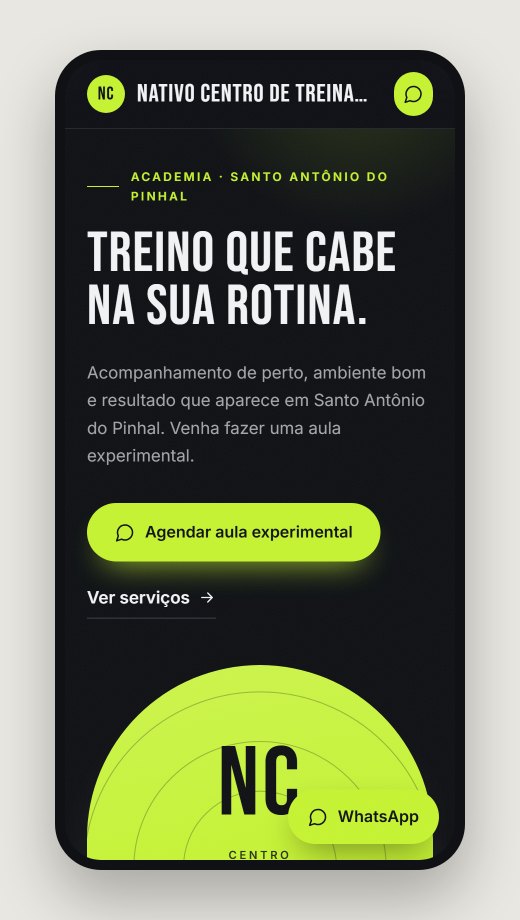 NC
NATIVO CENTRO DE TREINA...
ACADEMIA · SANTO ANTÔNIO DO
PINHAL
TREINO QUE CABE
NA SUA ROTINA.
Acompanhamento de perto, ambiente bom
e resultado que aparece em Santo Antônio
do Pinhal. Venha fazer uma aula
experimental.
Agendar aula experimental
Ver serviços →
NC
WhatsApp
CENTRO